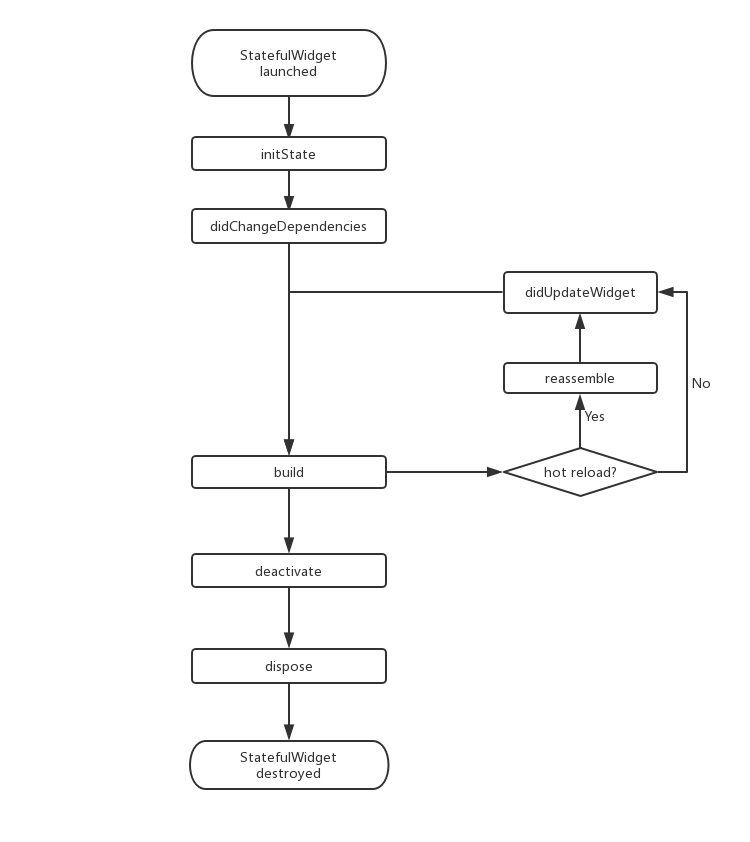 StatefulWidget
launched
initState
didChangeDependencies
didUpdateWidget
reassemble
No
Yes
build
hot reload?
deactivate
dispose
StatefulWidget
destroyed